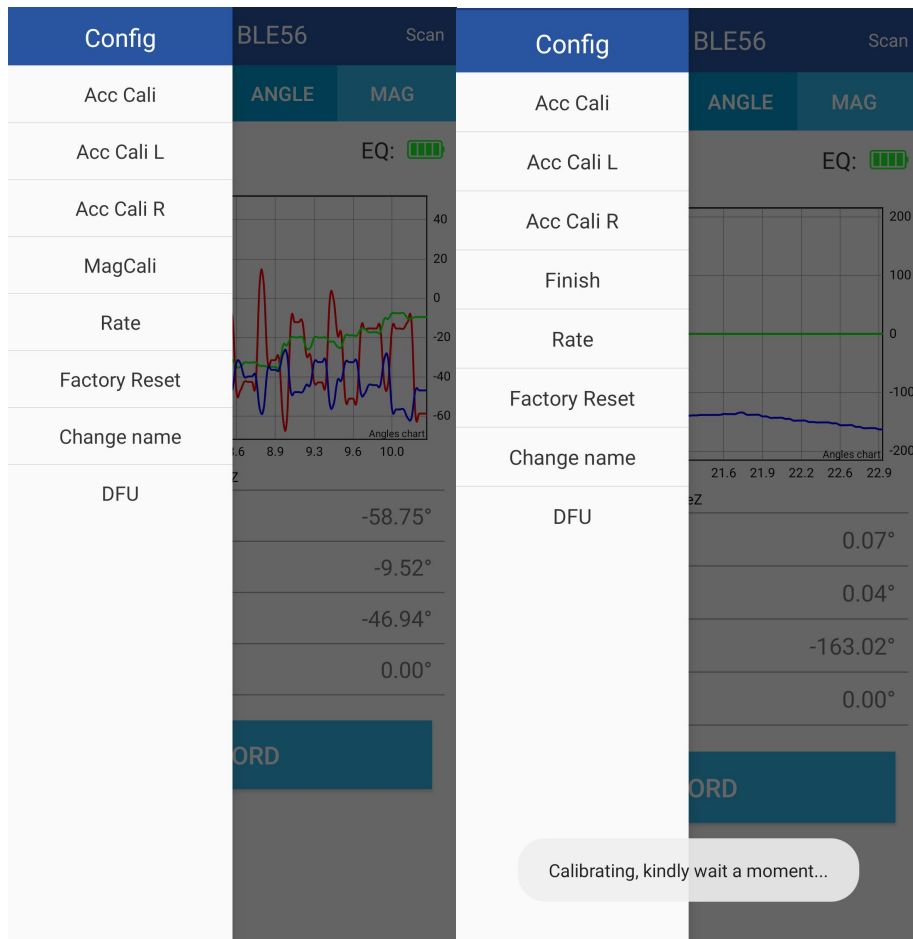 Config
BLE56
Scan
Acc Cali
ANGLE
MAG
Acc Cali L
EQ:
Acc Cali R
MagCali
Rate
Factory Reset
Change name
DFU
40
20
0
-20
-40
-60
Angles chart
.6 8.9 9.3 9.6 10.0
Z
-58.75°
-9.52°
-46.94°
0.00°
ORD
Config
BLE56
Scan
Acc Cali
ANGLE
MAG
Acc Cali L
EQ:
Acc Cali R
Finish
Rate
Factory Reset
Change name
DFU
200
100
0
-100
-200
Angles chart
21.6 21.9 22.2 22.6 22.9
eZ
0.07°
0.04°
-163.02°
0.00°
ORD
Calibrating, kindly wait a moment...